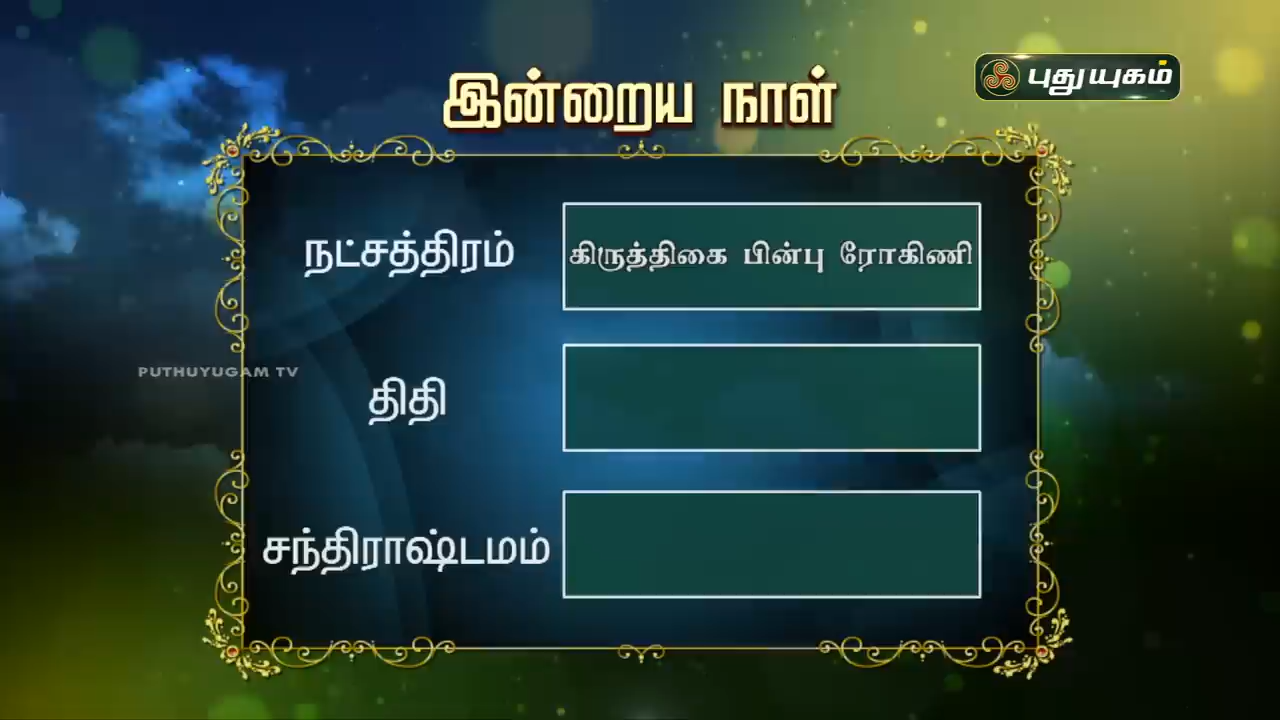 இன்றைய நாள்
புதுயுகம்
நட்சத்திரம்
கிருத்திகை பின்பு ரோகிணி
PUTHUYUGAM TV
திதி
சந்திராஷ்டமம்